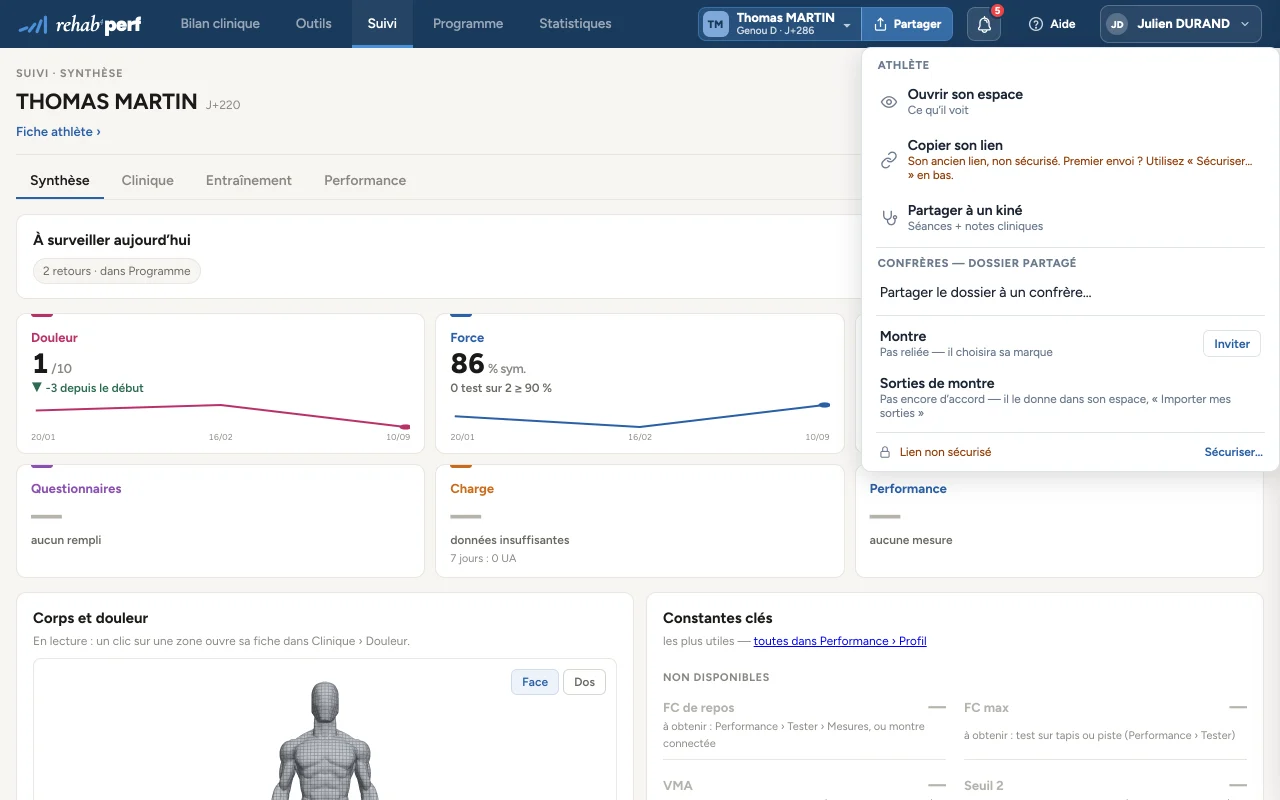 rehab'perf
Bilan clinique
Outils
Suivi
Programme
Statistiques
TM
Thomas MARTIN
Genou D · J+286
Partager
5
Aide
JD
Julien DURAND
SUIVI · SYNTHÈSE
THOMAS MARTIN J+220
Fiche athlète ›
Synthèse
Clinique
Entraînement
Performance
À surveiller aujourd'hui
2 retours · dans Programme
ATHLÈTE
Ouvrir son espace
Ce qu'il voit
Copier son lien
Son ancien lien, non sécurisé. Premier envoi ? Utilisez « Sécuriser…
» en bas.
Partager à un kiné
Séances + notes cliniques
CONFRÈRES — DOSSIER PARTAGÉ
Partager le dossier à un confrère…
Montre
Pas reliée — il choisira sa marque
Inviter
Sorties de montre
Pas encore d'accord — il le donne dans son espace, « Importer mes
sorties »
Lien non sécurisé
Sécuriser…
Douleur
1 /10
▼ -3 depuis le début
20/01
16/02
10/09
Force
86 % sym.
0 test sur 2 ≥ 90 %
20/01
16/02
10/09
Questionnaires
—
aucun rempli
Charge
—
données insuffisantes
7 jours : 0 UA
Performance
—
aucune mesure
Corps et douleur
En lecture : un clic sur une zone ouvre sa fiche dans Clinique › Douleur.
Face
Dos
Constantes clés
les plus utiles — toutes dans Performance › Profil
NON DISPONIBLES
FC de repos —
à obtenir : Performance › Tester › Mesures, ou montre
connectée
FC max —
à obtenir : test sur tapis ou piste (Performance › Tester)
VMA —
Seuil 2 —